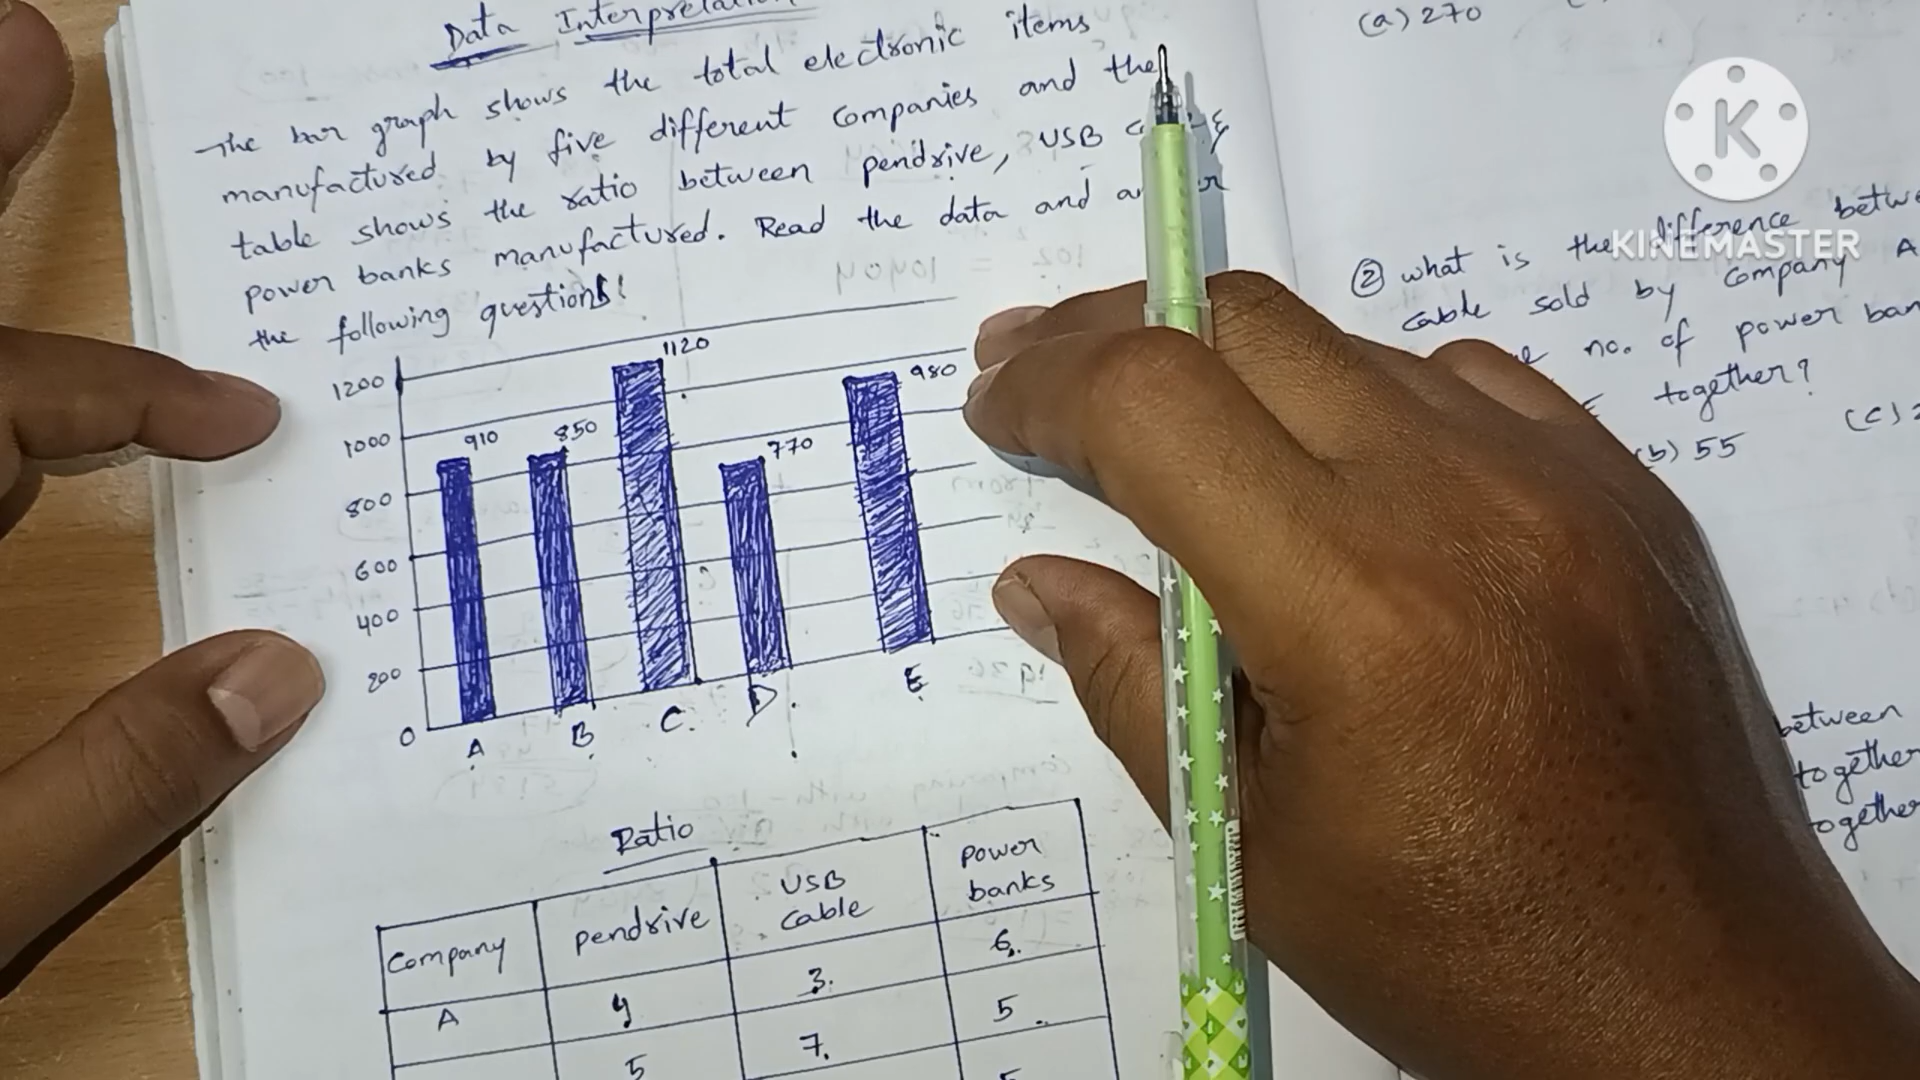 Data Interpretation
The bar graph shows the total electronic items
manufactured by five different companies and the
table shows the ratio between pendrive, USB
power banks manufactured. Read the data and
the following questions!
1200
1000
800
600
400
200
0
910
850
1120
770
980
A
B
C
D
E
Ratio
Company pendrive USB Cable power banks
A 4 3. 6.
5 7. 5
(a) 270
② what is the difference
cable sold by company A
no. of power
together?
(b) 55
(c)
between
together
together
K
KINEMASTER